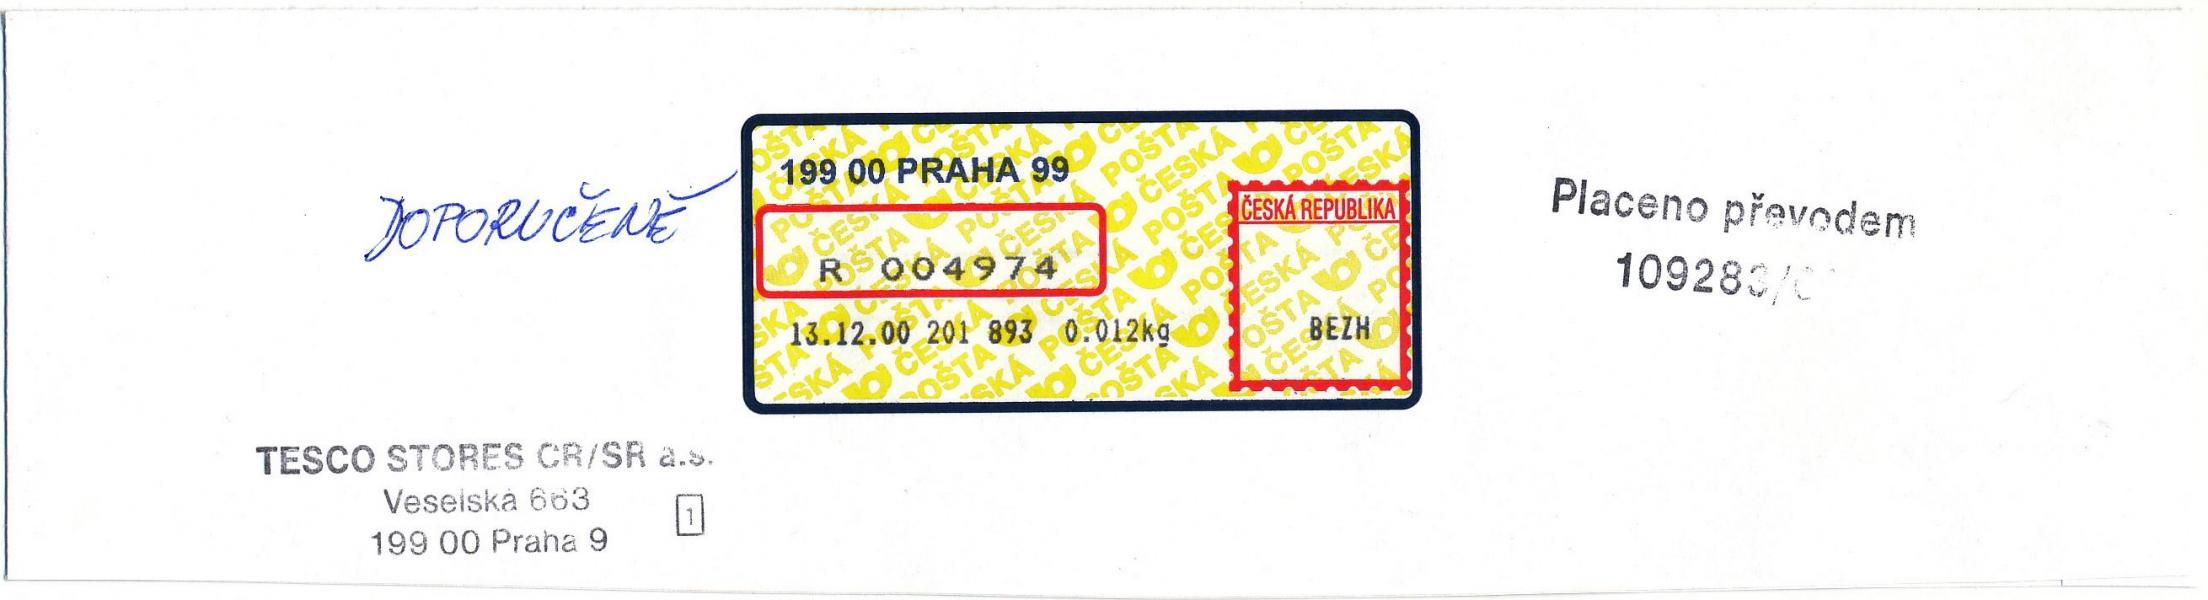 DOPORUČENĚ
199 00 PRAHA 99
R 004974
13.12.00 201 893 0.012kg
ČESKÁ REPUBLIKA
BEZH
Placeno převodem
TESCO STORES CR/SR a.s.
Veselská 663
1
199 00 Praha 9